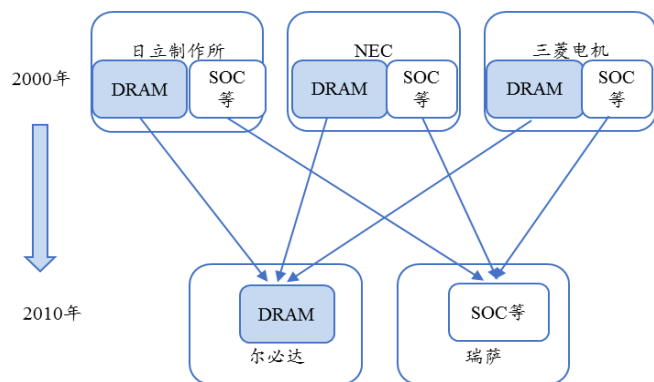 日立制作所
NEC
三菱电机
2000年
DRAM
SOC
等
DRAM
SOC
等
DRAM
SOC
等
2010年
DRAM
SOC等
尔必达
瑞萨